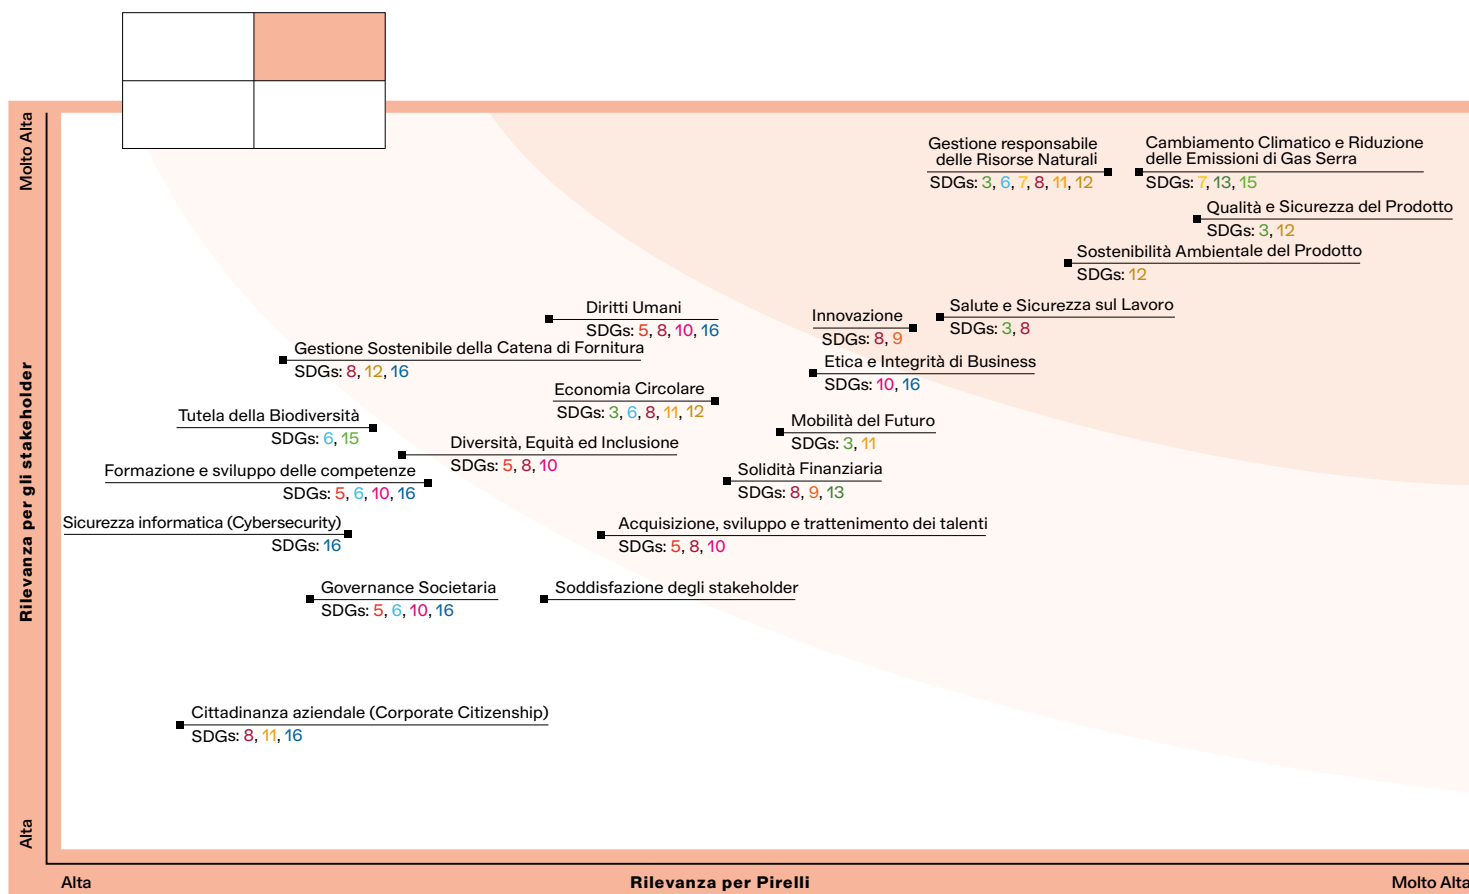 Molto Alta
Rilevanza per gli stakeholder
Alta
Gestione responsabile
delle Risorse Naturali
SDGs: 3, 6, 7, 8, 11, 12
Cambiamento Climatico e Riduzione
delle Emissioni di Gas Serra
SDGs: 7, 13, 15
Qualità e Sicurezza del Prodotto
SDGs: 3, 12
Sostenibilità Ambientale del Prodotto
SDGs: 12
Diritti Umani
SDGs: 5, 8, 10, 16
Innovazione
SDGs: 8, 9
Salute e Sicurezza sul Lavoro
SDGs: 3, 8
Gestione Sostenibile della Catena di Fornitura
SDGs: 8, 12, 16
Etica e Integrità di Business
SDGs: 10, 16
Economia Circolare
SDGs: 3, 6, 8, 11, 12
Tutela della Biodiversità
SDGs: 6, 15
Mobilità del Futuro
SDGs: 3, 11
Diversità, Equità ed Inclusione
SDGs: 5, 8, 10
Formazione e sviluppo delle competenze
SDGs: 5, 6, 10, 16
Solidità Finanziaria
SDGs: 8, 9, 13
Sicurezza informatica (Cybersecurity)
SDGs: 16
Acquisizione, sviluppo e trattenimento dei talenti
SDGs: 5, 8, 10
Governance Societaria
SDGs: 5, 6, 10, 16
Soddisfazione degli stakeholder
Cittadinanza aziendale (Corporate Citizenship)
SDGs: 8, 11, 16
Alta
Rilevanza per Pirelli
Molto Alta